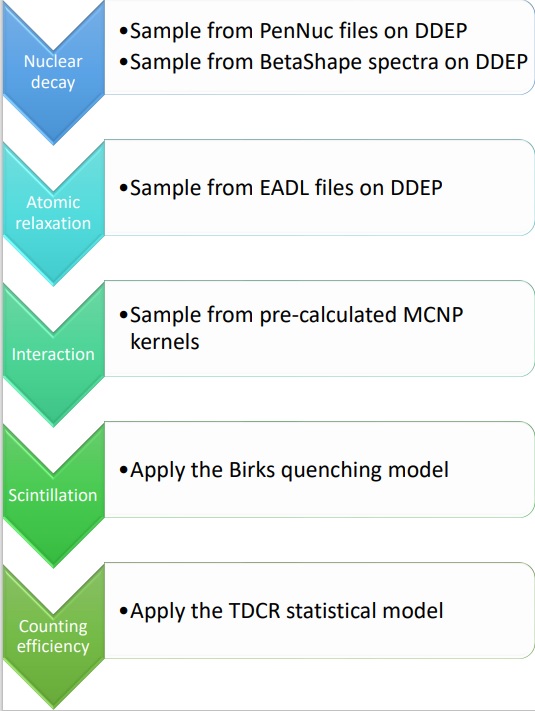 Nuclear
decay
•Sample from PenNuc files on DDEP
•Sample from BetaShape spectra on DDEP
Atomic
relaxation
•Sample from EADL files on DDEP
Interaction
•Sample from pre-calculated MCNP
kernels
Scintillation
•Apply the Birks quenching model
Counting
efficiency
•Apply the TDCR statistical model